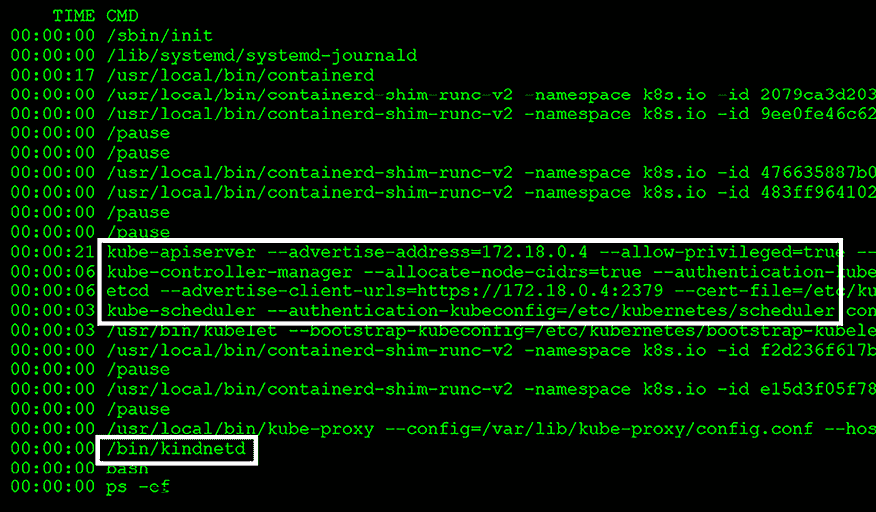 TIME CMD
00:00:00 /sbin/init
00:00:00 /lib/systemd/systemd-journald
00:00:17 /usr/local/bin/containerd
00:00:00 /usr/local/bin/containerd-shim-runc-v2 -namespace k8s.io -id 2079ca3d203
00:00:00 /usr/local/bin/containerd-shim-runc-v2 -namespace k8s.io -id 9ee0fe46c62
00:00:00 /pause
00:00:00 /pause
00:00:00 /usr/local/bin/containerd-shim-runc-v2 -namespace k8s.io -id 476635887b0
00:00:00 /usr/local/bin/containerd-shim-runc-v2 -namespace k8s.io -id 483ff964102
00:00:00 /pause
00:00:00 /pause
00:00:21 kube-apiserver --advertise-address=172.18.0.4 --allow-privileged=true --
00:00:06 kube-controller-manager --allocate-node-cidrs=true --authentication-kube
00:00:06 etcd --advertise-client-urls=https://172.18.0.4:2379 --cert-file=/etc/ku
00:00:03 kube-scheduler --authentication-kubeconfig=/etc/kubernetes/scheduler con
00:00:03 /usr/bin/kubelet --bootstrap-kubeconfig=/etc/kubernetes/bootstrap-kubele
00:00:00 /usr/local/bin/containerd-shim-runc-v2 -namespace k8s.io -id f2d236f617b
00:00:00 /pause
00:00:00 /usr/local/bin/containerd-shim-runc-v2 -namespace k8s.io -id e15d3f05f78
00:00:00 /pause
00:00:00 /usr/local/bin/kube-proxy --config=/var/lib/kube-proxy/config.conf --hos
00:00:00 /bin/kindnetd
00:00:00 bash
00:00:00 ps -ef